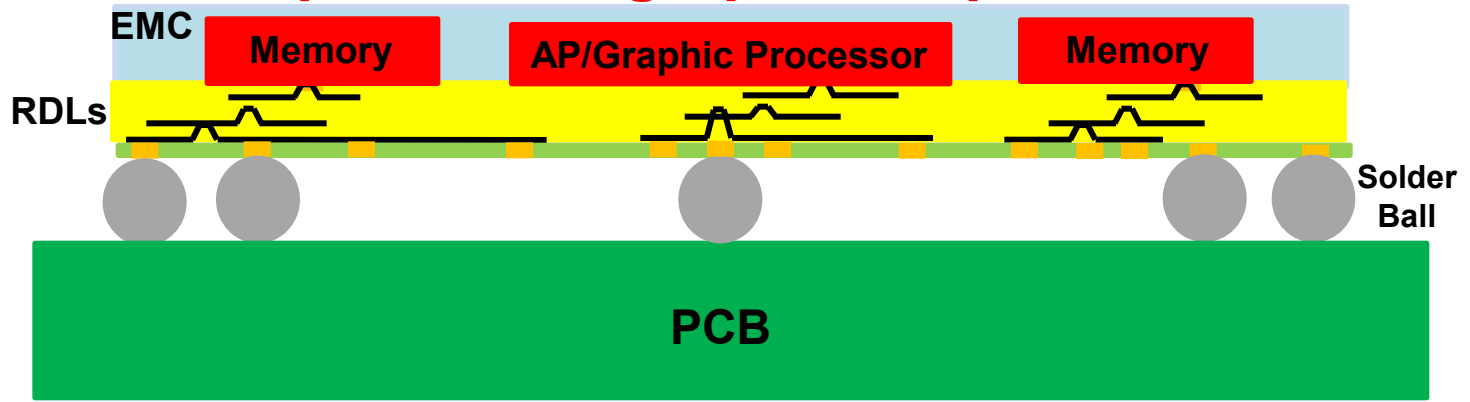 EMC
Memory
AP/Graphic Processor
Memory
RDLs
Solder
Ball
PCB